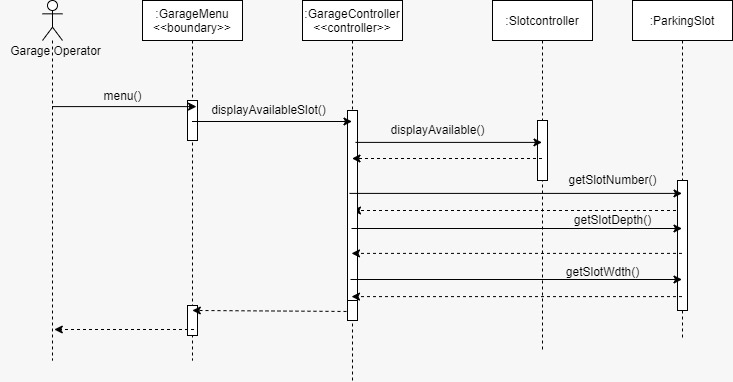 :GarageMenu
<<boundary>>
:GarageController
<<controller>>
:Slotcontroller
:ParkingSlot
Garage Operator
menu()
displayAvailableSlot()
displayAvailable()
getSlotNumber()
getSlotDepth()
getSlotWdth()